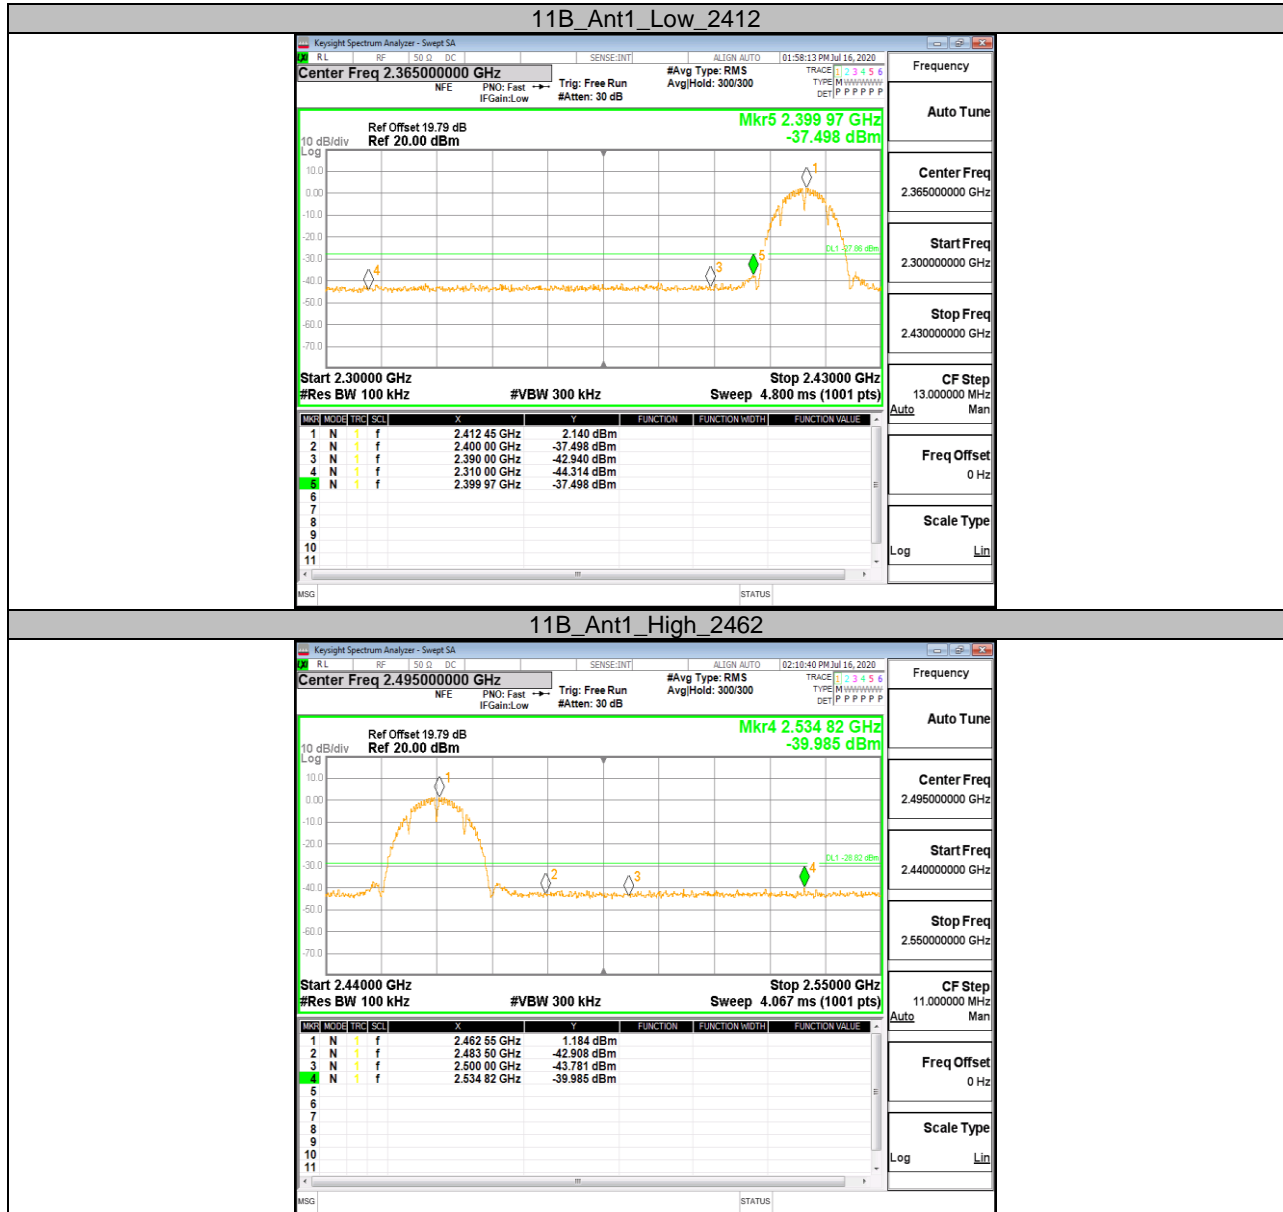 11B_Ant1_Low_2412
Keysight Spectrum Analyzer - Swept SA
LXI RL RF 50 Ω DC SENSE:INT ALIGN AUTO 01:58:13 PM Jul 16, 2020
Center Freq 2.365000000 GHz
NFE PNO: Fast IFGain:Low
Trig: Free Run
#Atten: 30 dB
#Avg Type: RMS
Avg|Hold: 300/300
TRACE 1 2 3 4 5 6
TYPE M WWWWW
DET P P P P P P
Mkr5 2.399 97 GHz
-37.498 dBm
Ref Offset 19.79 dB
10 dB/div Ref 20.00 dBm
Log
10.0
0.00
-10.0
-20.0
-30.0
-40.0
-50.0
-60.0
-70.0
1
DL1 -27.86 dBm
5
3
4
Start 2.30000 GHz Stop 2.43000 GHz
#Res BW 100 kHz #VBW 300 kHz Sweep 4.800 ms (1001 pts)
MKR MODE TRC SCL X Y FUNCTION FUNCTION WIDTH FUNCTION VALUE
1 N 1 f 2.412 45 GHz 2.140 dBm
2 N 1 f 2.400 00 GHz -37.498 dBm
3 N 1 f 2.390 00 GHz -42.940 dBm
4 N 1 f 2.310 00 GHz -44.314 dBm
5 N 1 f 2.399 97 GHz -37.498 dBm
6
7
8
9
10
11
MSG STATUS
Frequency
Auto Tune
Center Freq
2.365000000 GHz
Start Freq
2.300000000 GHz
Stop Freq
2.430000000 GHz
CF Step
13.000000 MHz
Auto Man
Freq Offset
0 Hz
Scale Type
Log Lin
11B_Ant1_High_2462
Keysight Spectrum Analyzer - Swept SA
LXI RL RF 50 Ω DC SENSE:INT ALIGN AUTO 02:10:40 PM Jul 16, 2020
Center Freq 2.495000000 GHz
NFE PNO: Fast IFGain:Low
Trig: Free Run
#Atten: 30 dB
#Avg Type: RMS
Avg|Hold: 300/300
TRACE 1 2 3 4 5 6
TYPE M WWWWW
DET P P P P P P
Mkr4 2.534 82 GHz
-39.985 dBm
Ref Offset 19.79 dB
10 dB/div Ref 20.00 dBm
Log
10.0
0.00
-10.0
-20.0
-30.0
-40.0
-50.0
-60.0
-70.0
1
DL1 -28.82 dBm
2
3
4
Start 2.44000 GHz Stop 2.55000 GHz
#Res BW 100 kHz #VBW 300 kHz Sweep 4.067 ms (1001 pts)
MKR MODE TRC SCL X Y FUNCTION FUNCTION WIDTH FUNCTION VALUE
1 N 1 f 2.462 55 GHz 1.184 dBm
2 N 1 f 2.483 50 GHz -42.908 dBm
3 N 1 f 2.500 00 GHz -43.781 dBm
4 N 1 f 2.534 82 GHz -39.985 dBm
5
6
7
8
9
10
11
MSG STATUS
Frequency
Auto Tune
Center Freq
2.495000000 GHz
Start Freq
2.440000000 GHz
Stop Freq
2.550000000 GHz
CF Step
11.000000 MHz
Auto Man
Freq Offset
0 Hz
Scale Type
Log Lin